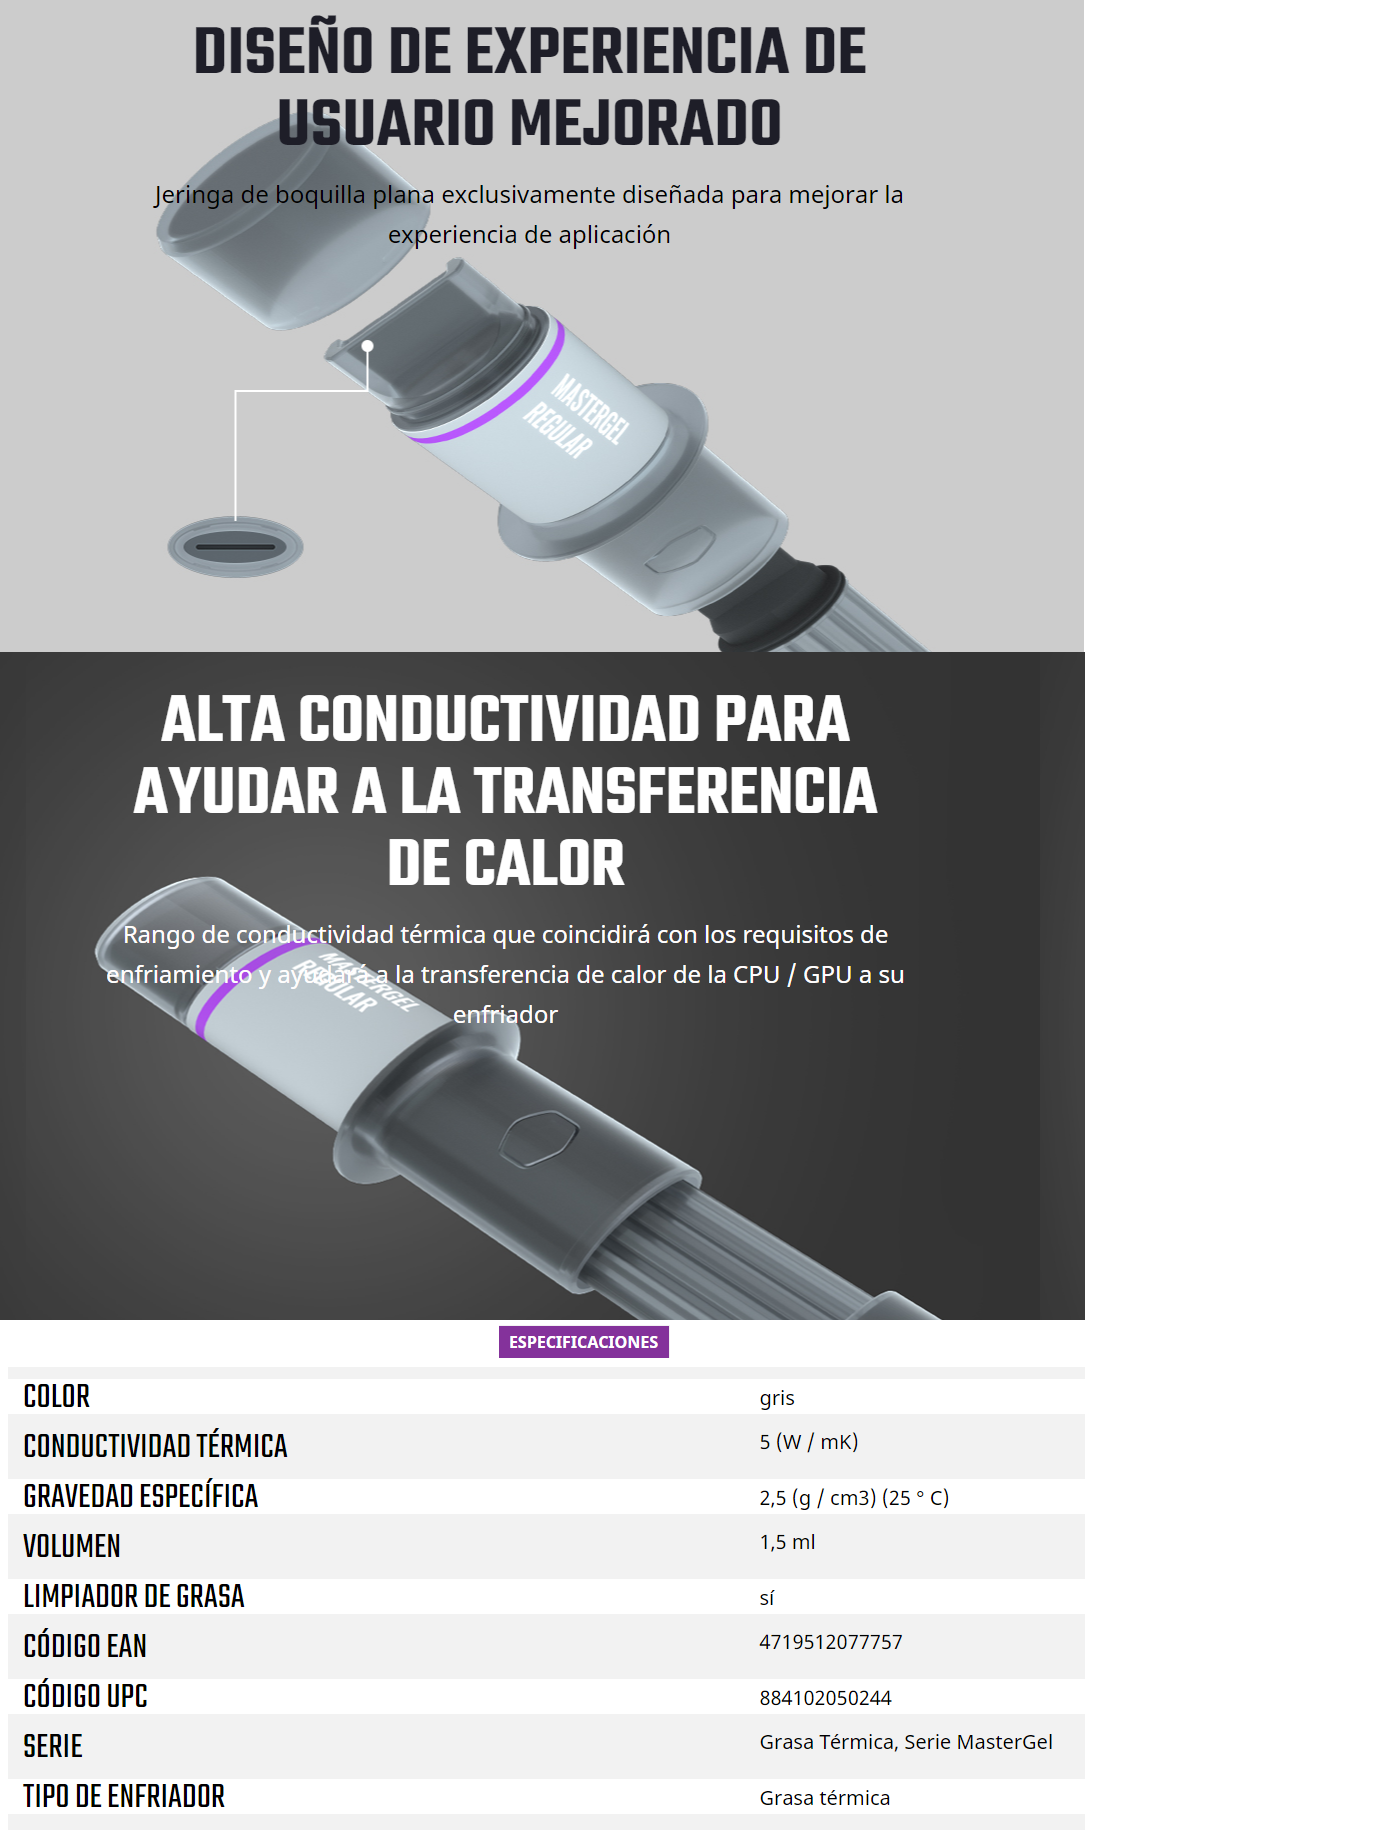 DISEÑO DE EXPERIENCIA DE
USUARIO MEJORADO
Jeringa de boquilla plana exclusivamente diseñada para mejorar la
experiencia de aplicación
MASTERGEL
REGULAR
ALTA CONDUCTIVIDAD PARA
AYUDAR A LA TRANSFERENCIA
DE CALOR
Rango de conductividad térmica que coincidirá con los requisitos de
enfriamiento y ayudará a la transferencia de calor de la CPU / GPU a su
enfriador
MASTERGEL
REGULAR
ESPECIFICACIONES
COLOR gris
CONDUCTIVIDAD TÉRMICA 5 (W / mK)
GRAVEDAD ESPECÍFICA 2,5 (g / cm3) (25 ° C)
VOLUMEN 1,5 ml
LIMPIADOR DE GRASA sí
CÓDIGO EAN 4719512077757
CÓDIGO UPC 884102050244
SERIE Grasa Térmica, Serie MasterGel
TIPO DE ENFRIADOR Grasa térmica